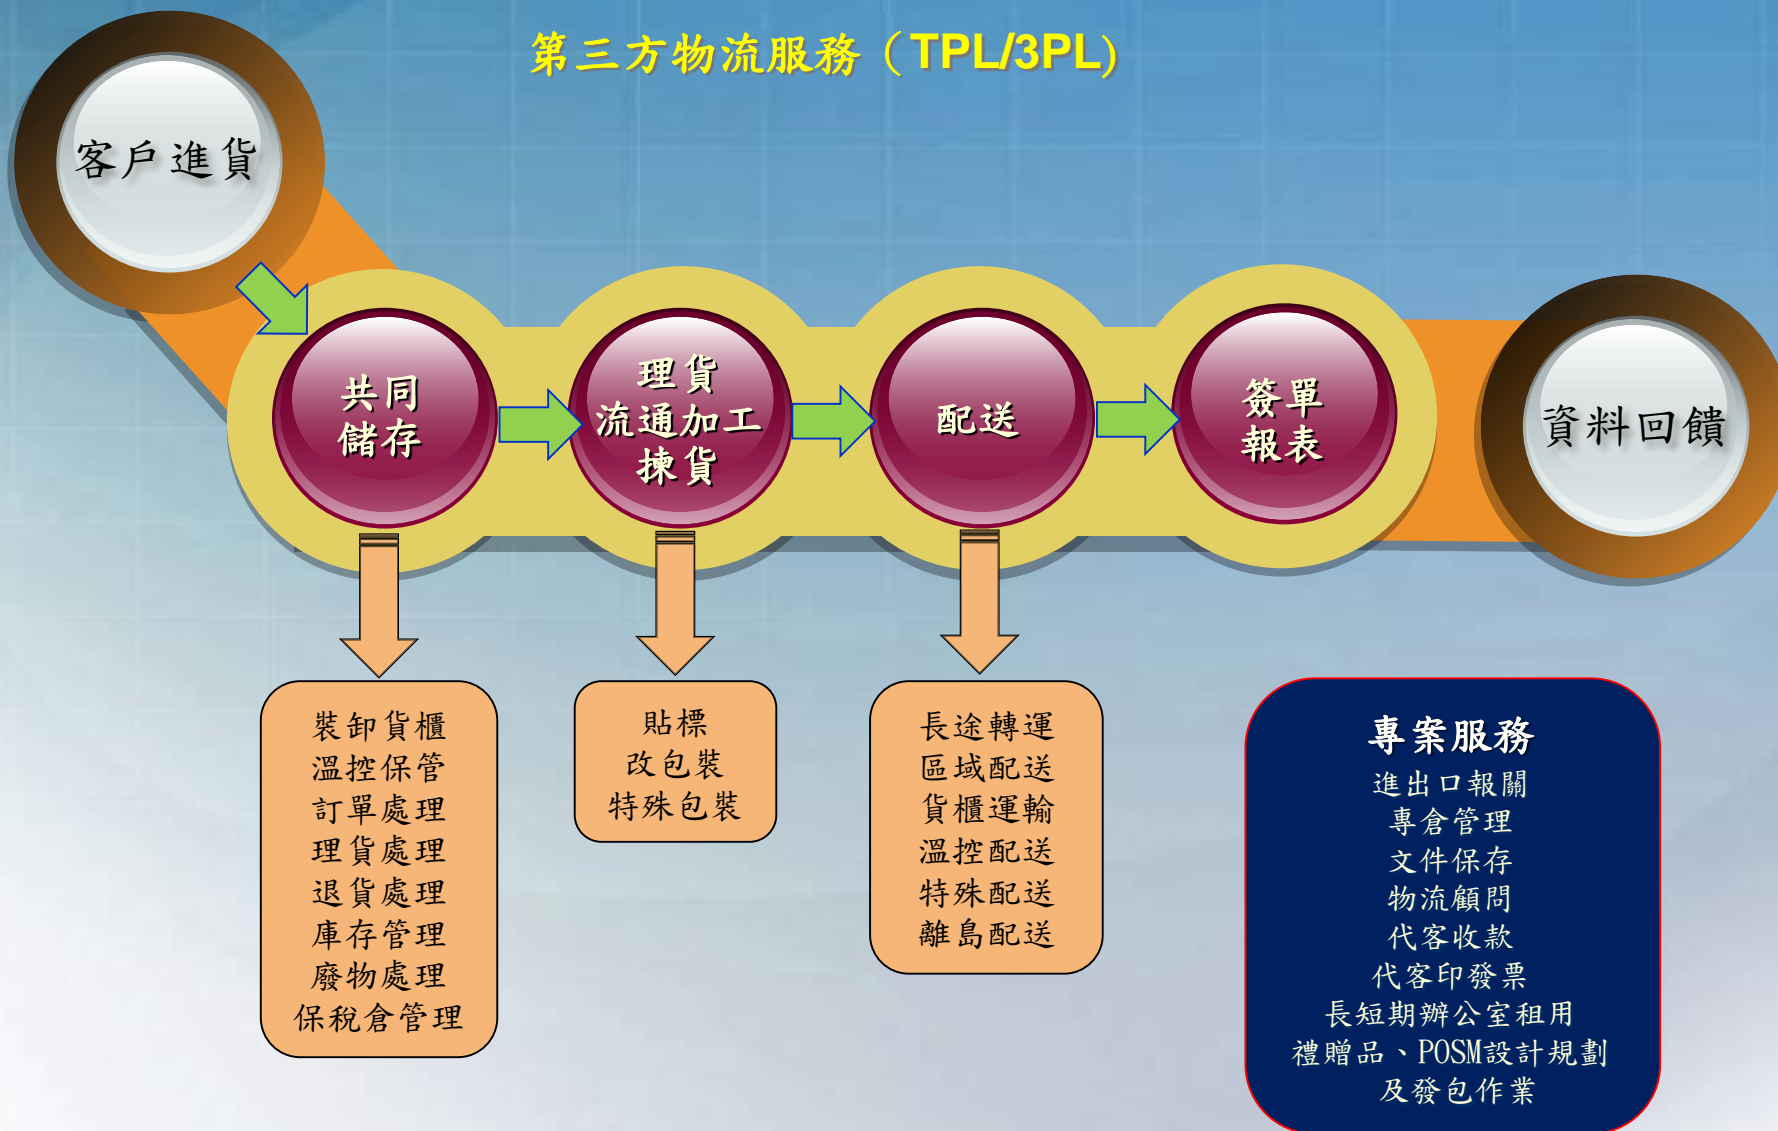 第三方物流服務（TPL/3PL)
客戶進貨
共同
儲存
理貨
流通加工
揀貨
配送
簽單
報表
資料回饋
裝卸貨櫃
溫控保管
訂單處理
理貨處理
退貨處理
庫存管理
廢物處理
保稅倉管理
貼標
改包裝
特殊包裝
長途轉運
區域配送
貨櫃運輸
溫控配送
特殊配送
離島配送
專案服務
進出口報關
專倉管理
文件保存
物流顧問
代客收款
代客印發票
長短期辦公室租用
禮贈品、POSM設計規劃
及發包作業